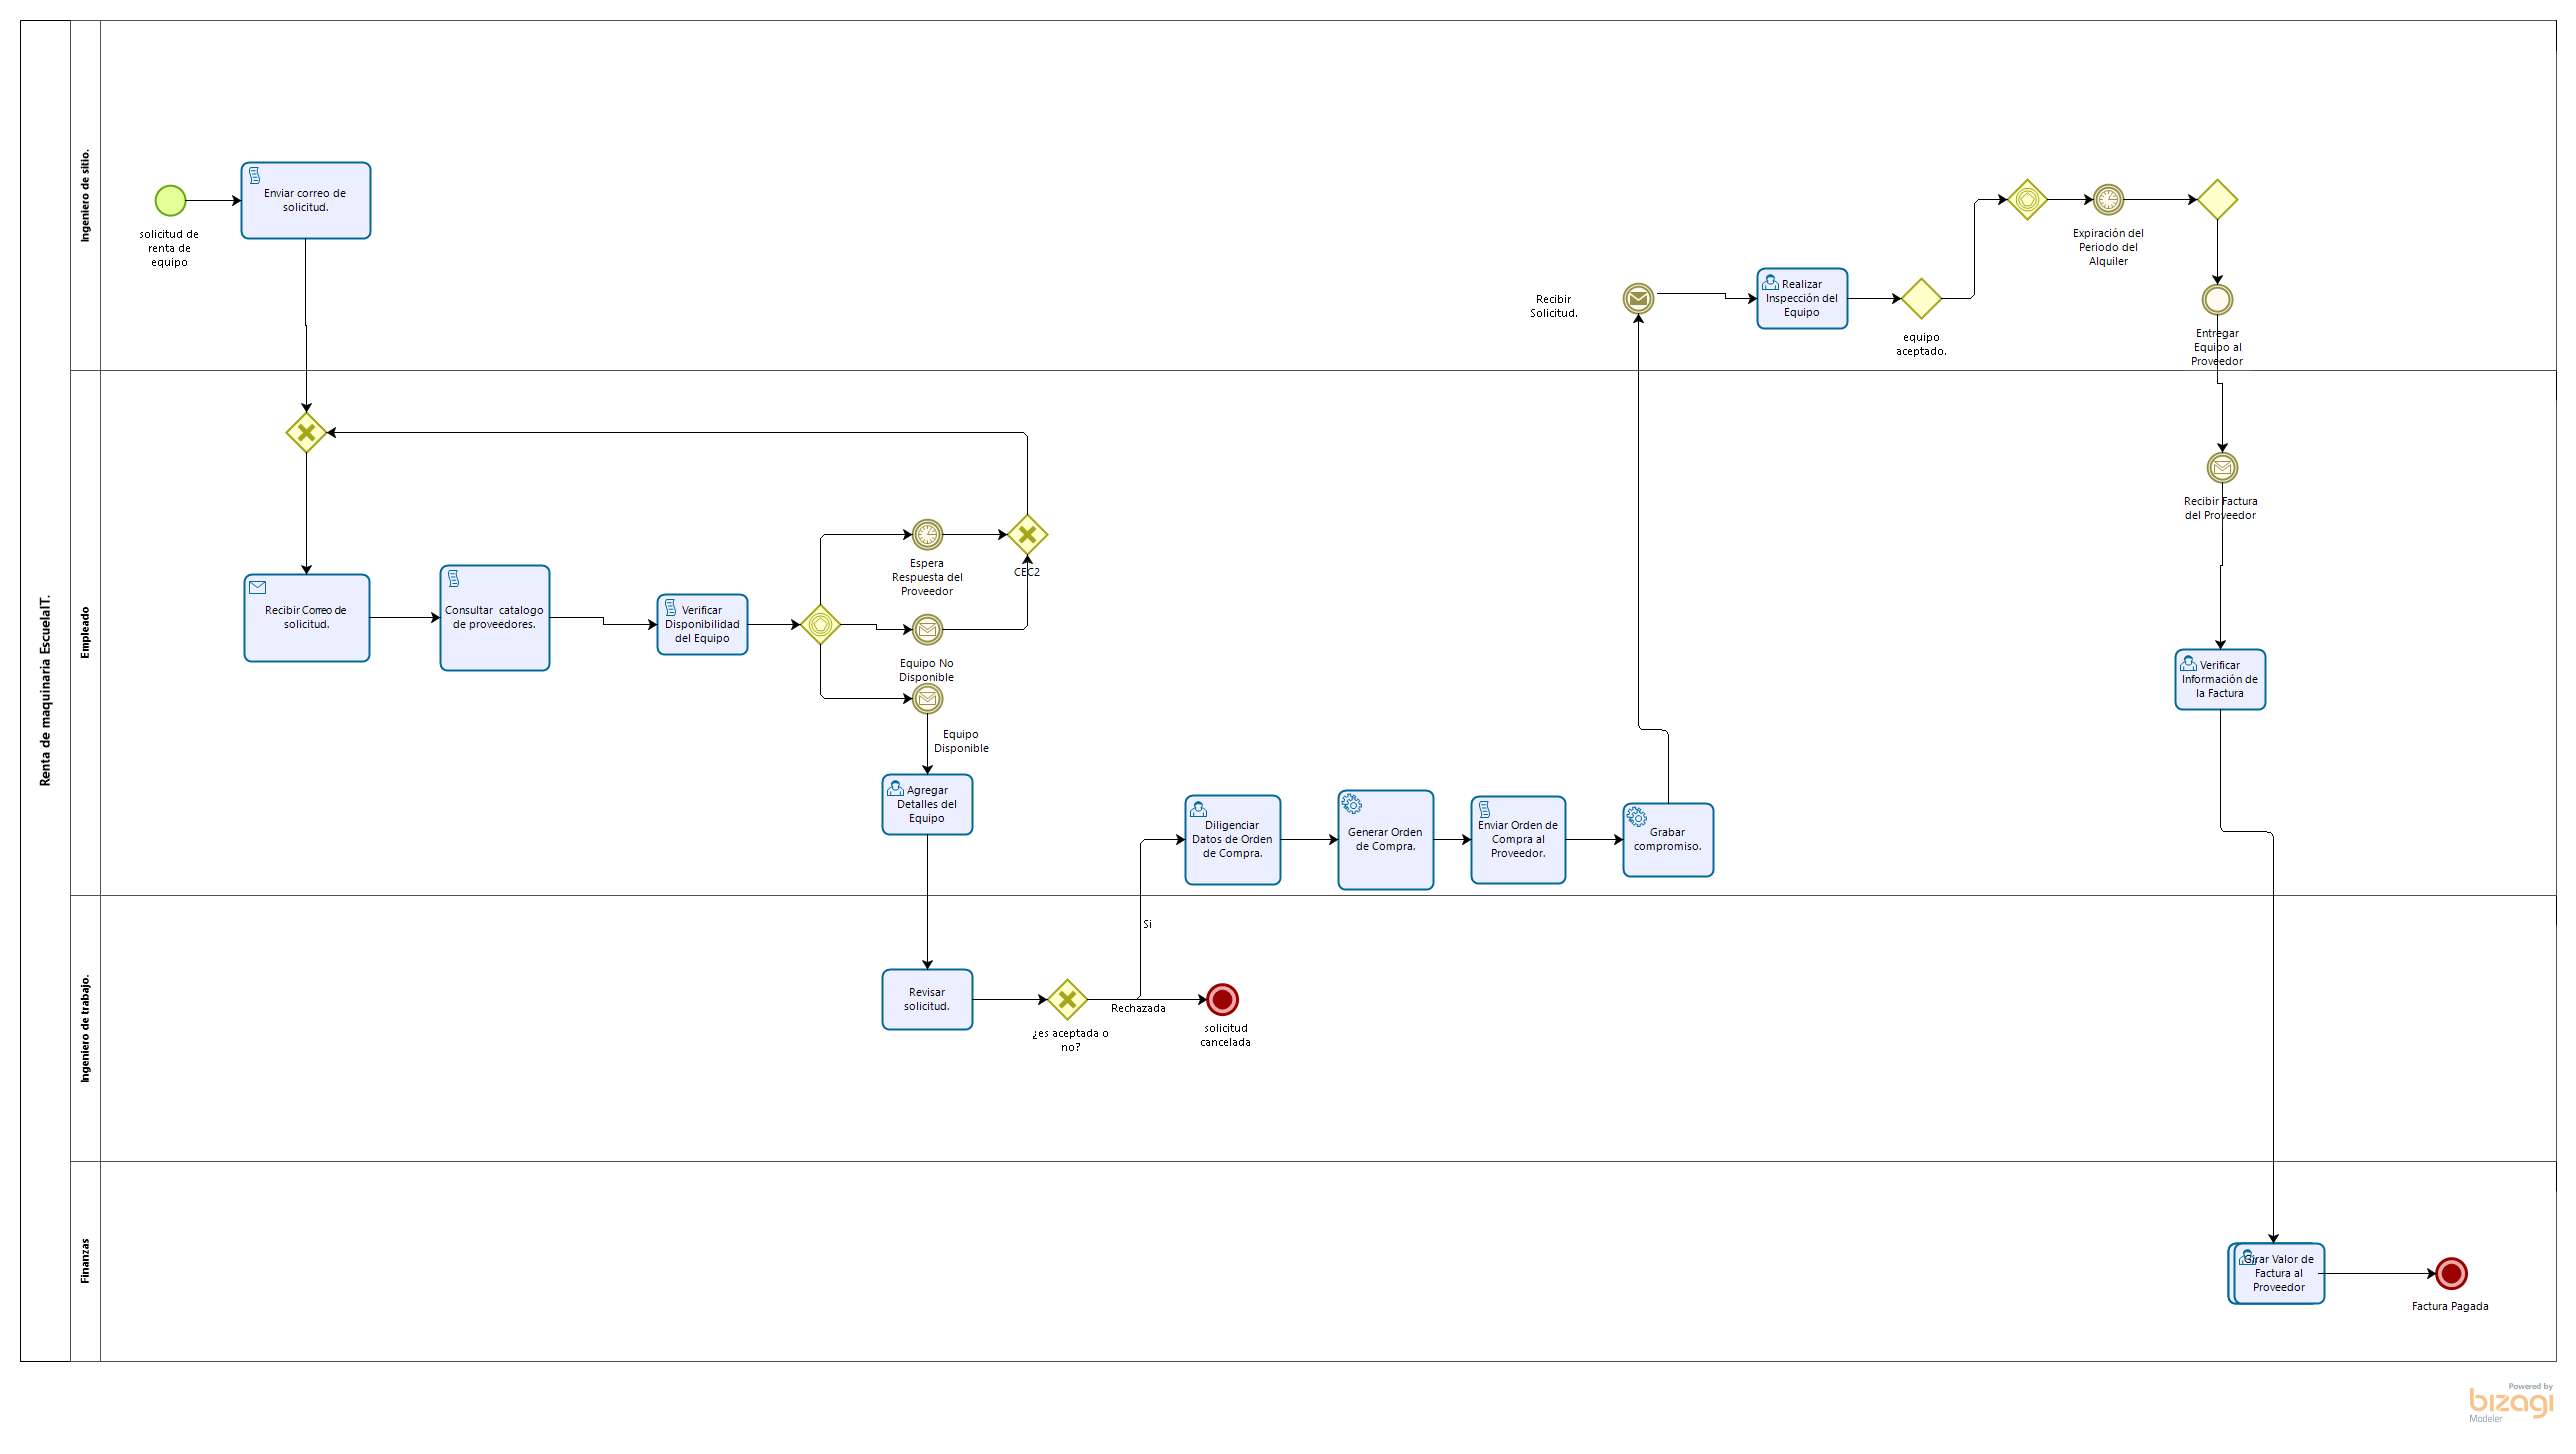 Renta de maquinaria EscuelaIT.
Ingeniero de sitio.
solicitud de
renta de
equipo
Enviar correo de
solicitud.
Recibir
Solicitud.
Realizar
Inspección del
Equipo
equipo
aceptado.
Expiración del
Periodo del
Alquiler
Entregar
Equipo al
Proveedor
Empleado
Recibir Correo de
solicitud.
Consultar catalogo
de proveedores.
Verificar
Disponibilidad
del Equipo
Espera
Respuesta del
Proveedor
CEC2
Equipo No
Disponible
Equipo
Disponible
Agregar
Detalles del
Equipo
Diligenciar
Datos de Orden
de Compra.
Generar Orden
de Compra.
Enviar Orden de
Compra al
Proveedor.
Grabar
compromiso.
Recibir Factura
del Proveedor
Verificar
Información de
la Factura
Ingeniero de trabajo.
Revisar
solicitud.
¿es aceptada o
no?
Si
Rechazada
solicitud
cancelada
Finanzas
Girar Valor de
Factura al
Proveedor
Factura Pagada
Powered by
bizagi
Modeler